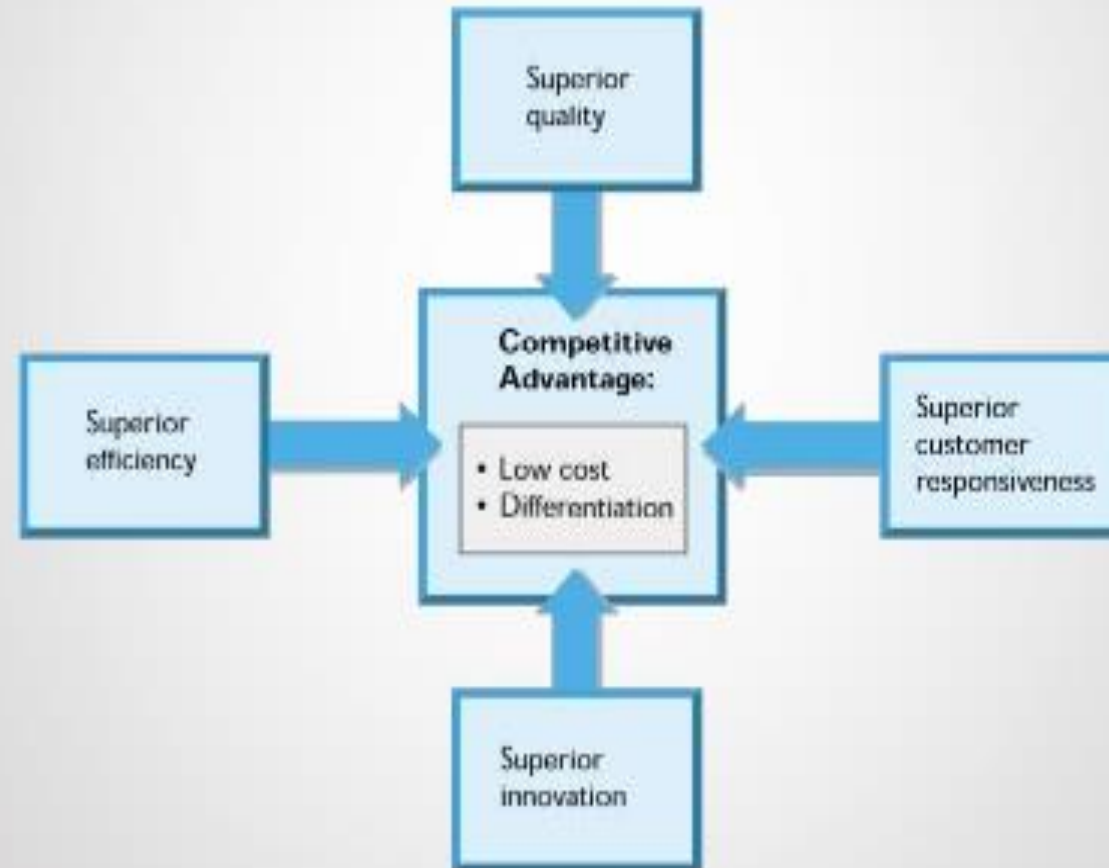 Superior
quality
Competitive
Advantage:
Superior
efficiency
• Low cost
• Differentiation
Superior
customer
responsiveness
Superior
innovation